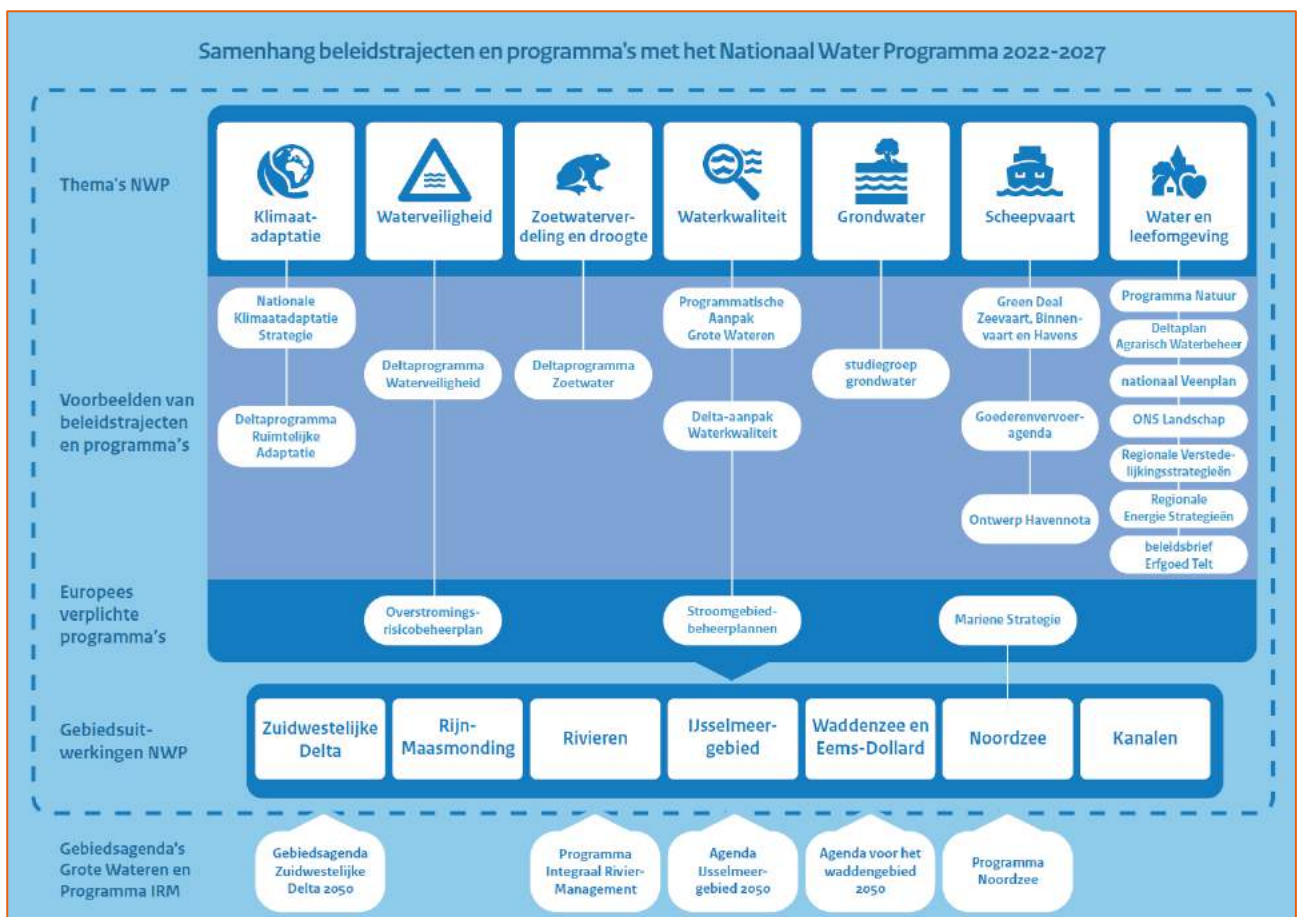 Samenhang beleidstrajecten en programma's met het Nationaal Water Programma 2022-2027
Thema's NWP
Klimaat-
adaptatie
Waterveiligheid
Zoetwaterver-
deling en droogte
Waterkwaliteit
Grondwater
Scheepvaart
Water en
leefomgeving
Voorbeelden van
beleidstrajecten
en programma's
Nationale
Klimaatadaptatie
Strategie
Deltaprogramma
Ruimtelijke
Adaptatie
Deltaprogramma
Waterveiligheid
Deltaprogramma
Zoetwater
Programmatische
Aanpak
Grote Wateren
Delta-aanpak
Waterkwaliteit
studiegroep
grondwater
Green Deal
Zeevaart, Binnen-
vaart en Havens
Goederenvervoer-
agenda
Ontwerp Havennota
Programma Natuur
Deltaplan
Agrarisch Waterbeheer
nationaal Veenplan
ONS Landschap
Regionale Verstede-
lijkingsstrategieën
Regionale
Energie Strategieën
beleidsbrief
Erfgoed Telt
Europees
verplichte
programma's
Overstromings-
risicobeheerplan
Stroomgebied-
beheerplannen
Mariene Strategie
Gebiedsuit-
werkingen NWP
Zuidwestelijke
Delta
Rijn-
Maasmonding
Rivieren
IJsselmeer-
gebied
Waddenzee en
Eems-Dollard
Noordzee
Kanalen
Gebiedsagenda's
Grote Wateren en
Programma IRM
Gebiedsagenda
Zuidwestelijke
Delta 2050
Programma
Integraal Rivier-
Management
Agenda
IJsselmeer-
gebied 2050
Agenda voor het
waddengebied
2050
Programma
Noordzee